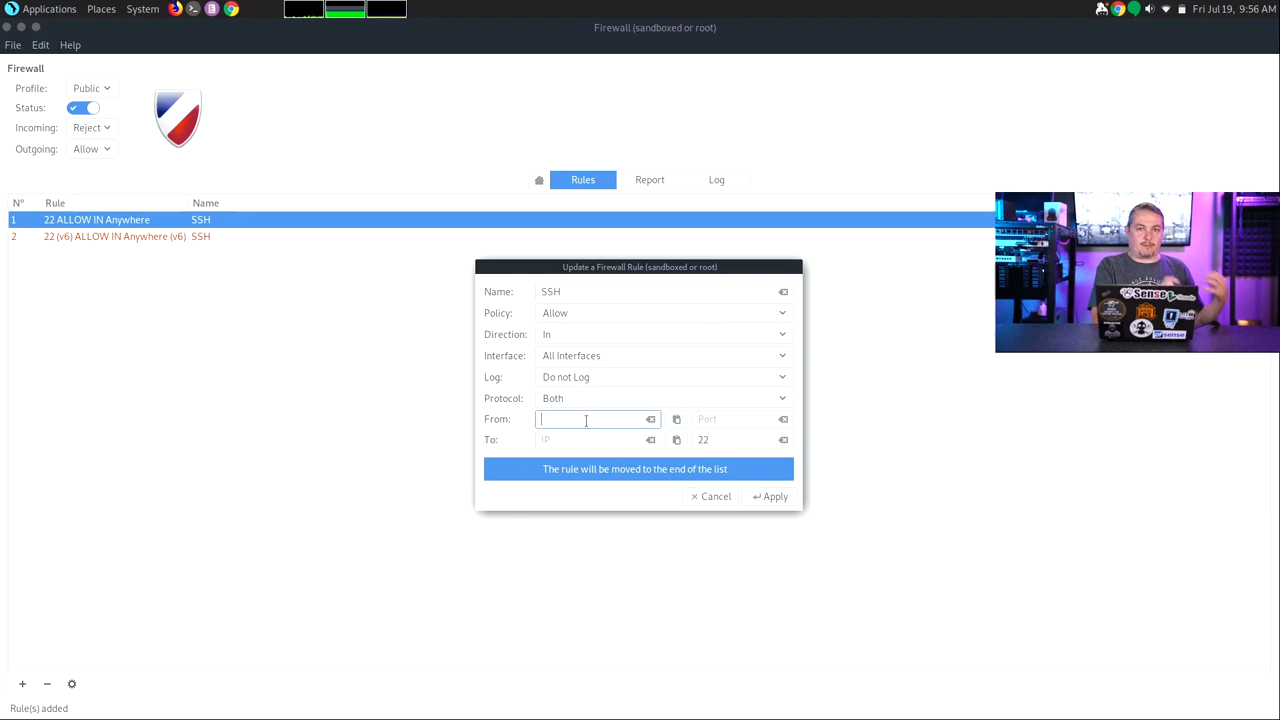 Applications Places System
Fri Jul 19, 9:56 AM
Firewall (sandboxed or root)
File Edit Help
Firewall
Profile: Public
Status:
Incoming: Reject
Outgoing: Allow
Rules Report Log
Nº Rule Name
1 22 ALLOW IN Anywhere SSH
2 22 (v6) ALLOW IN Anywhere (v6) SSH
Update a Firewall Rule (sandboxed or root)
Name: SSH
Policy: Allow
Direction: In
Interface: All Interfaces
Log: Do not Log
Protocol: Both
From: Port
To: IP 22
The rule will be moved to the end of the list
Cancel Apply
Rule(s) added